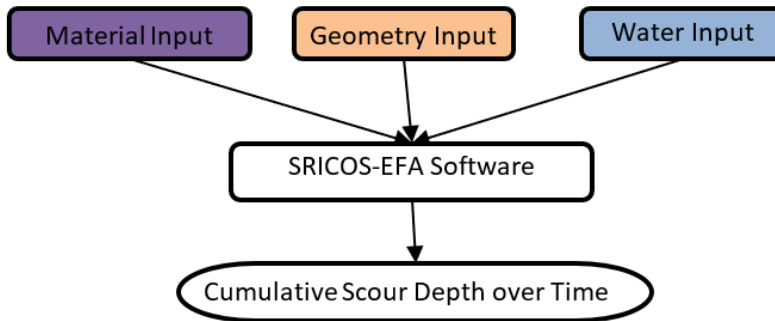 Material Input
Geometry Input
Water Input
SRICOS-EFA Software
Cumulative Scour Depth over Time